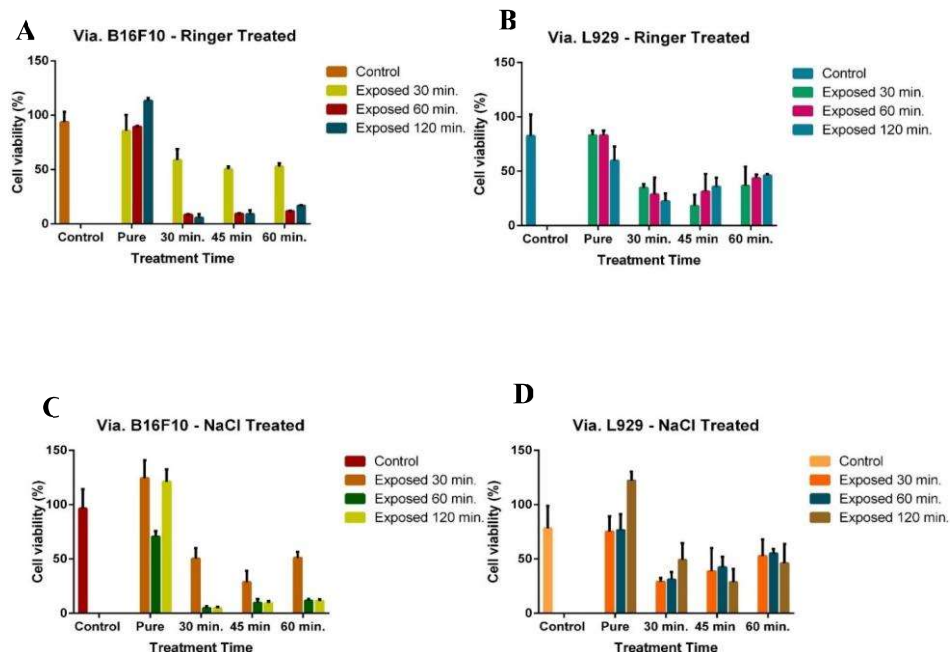 A
Via. B16F10 - Ringer Treated
150
100
50
0
Cell viability (%)
Control
Pure
30 min.
45 min
60 min.
Treatment Time
Control
Exposed 30 min.
Exposed 60 min.
Exposed 120 min.
B
Via. L929 - Ringer Treated
150
100
50
0
Cell viability (%)
Control
Pure
30 min.
45 min
60 min.
Treatment Time
Control
Exposed 30 min.
Exposed 60 min.
Exposed 120 min.
C
Via. B16F10 - NaCl Treated
150
100
50
0
Cell viability (%)
Control
Pure
30 min.
45 min
60 min.
Treatment Time
Control
Exposed 30 min.
Exposed 60 min.
Exposed 120 min.
D
Via. L929 - NaCl Treated
150
100
50
0
Cell viability (%)
Control
Pure
30 min.
45 min
60 min.
Treatment Time
Control
Exposed 30 min.
Exposed 60 min.
Exposed 120 min.